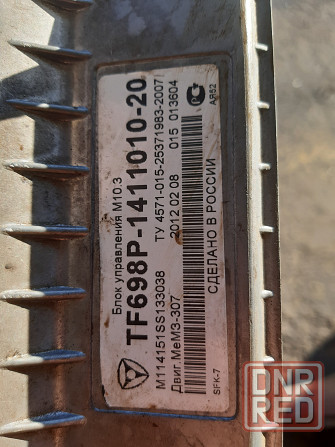 Блок управления М10.3
TF698P-1411010-20
ТУ 4571-015-25371983-2007
M114151SS133038
2012 02 08 015 013604
Двиг.МеМЗ-307
СДЕЛАНО В РОССИИ
SFK-7
АЯ52
DNR
RED